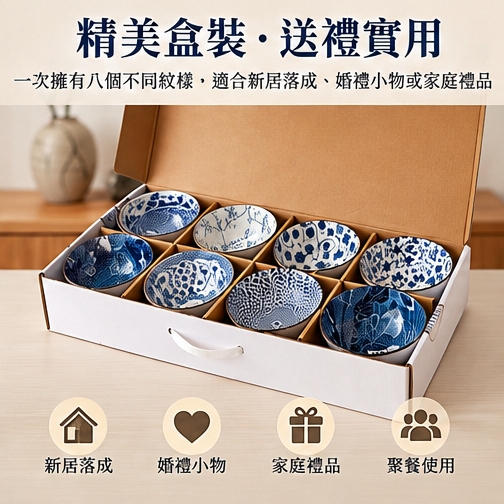 精美盒裝·送禮實用
一次擁有八個不同紋樣，適合新居落成、婚禮小物或家庭禮品
新居落成
婚禮小物
家庭禮品
聚餐使用